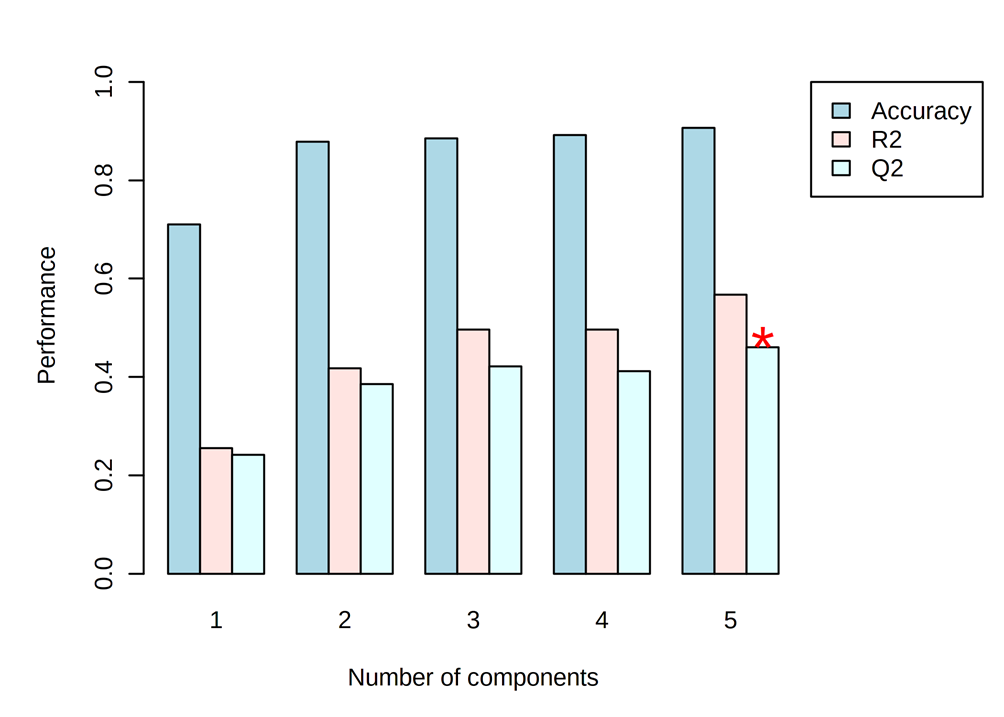 1.0
0.8
0.6
0.4
0.2
0.0
Performance
1 2 3 4 5
Number of components
Accuracy
R2
Q2
*